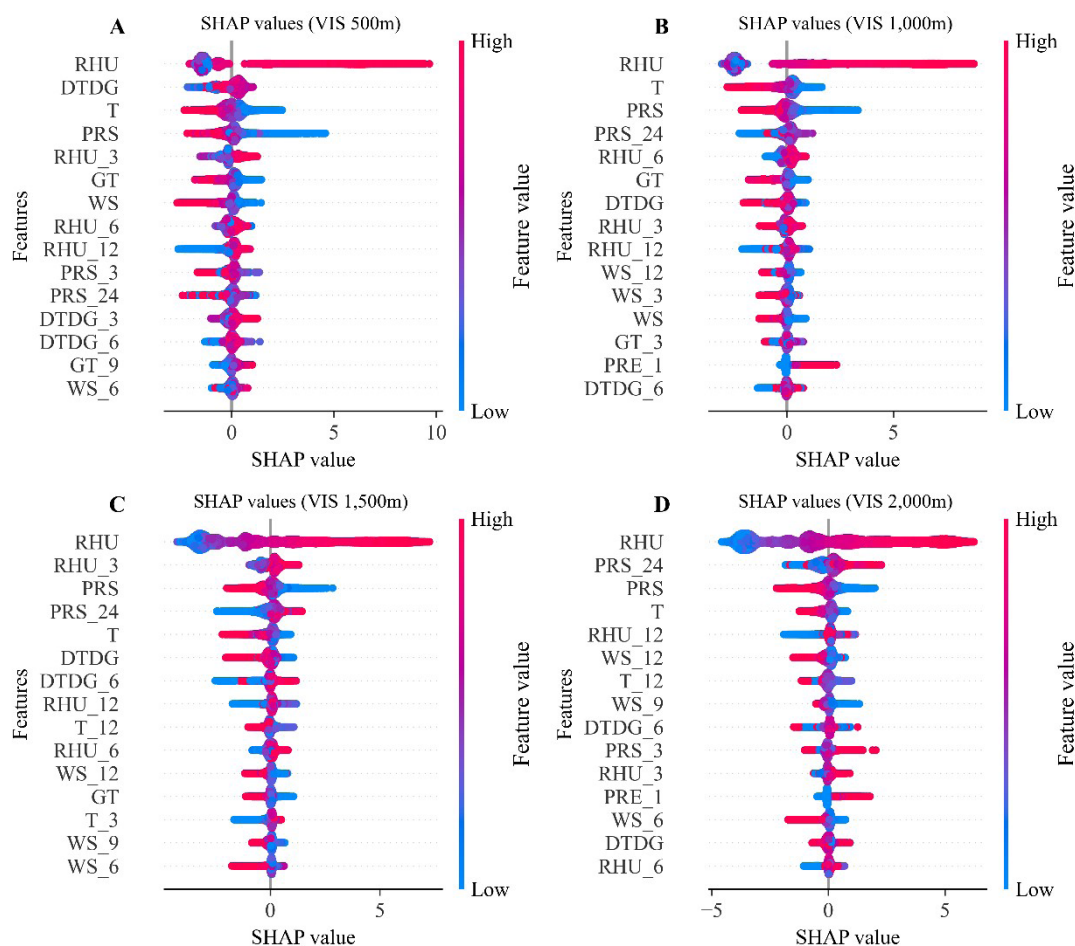 A
SHAP values (VIS 500m)
High
RHU
DTDG
T
PRS
RHU_3
GT
WS
RHU_6
RHU_12
PRS_3
PRS_24
DTDG_3
DTDG_6
GT_9
WS_6
Features
Feature value
Low
0
5
10
SHAP value
B
SHAP values (VIS 1,000m)
High
RHU
T
PRS
PRS_24
RHU_6
GT
DTDG
RHU_3
RHU_12
WS_12
WS_3
WS
GT_3
PRE_1
DTDG_6
Features
Feature value
Low
0
5
SHAP value
C
SHAP values (VIS 1,500m)
High
RHU
RHU_3
PRS
PRS_24
T
DTDG
DTDG_6
RHU_12
T_12
RHU_6
WS_12
GT
T_3
WS_9
WS_6
Features
Feature value
Low
0
5
SHAP value
D
SHAP values (VIS 2,000m)
High
RHU
PRS_24
PRS
T
RHU_12
WS_12
T_12
WS_9
DTDG_6
PRS_3
RHU_3
PRE_1
WS_6
DTDG
RHU_6
Features
Feature value
Low
−5
0
5
SHAP value